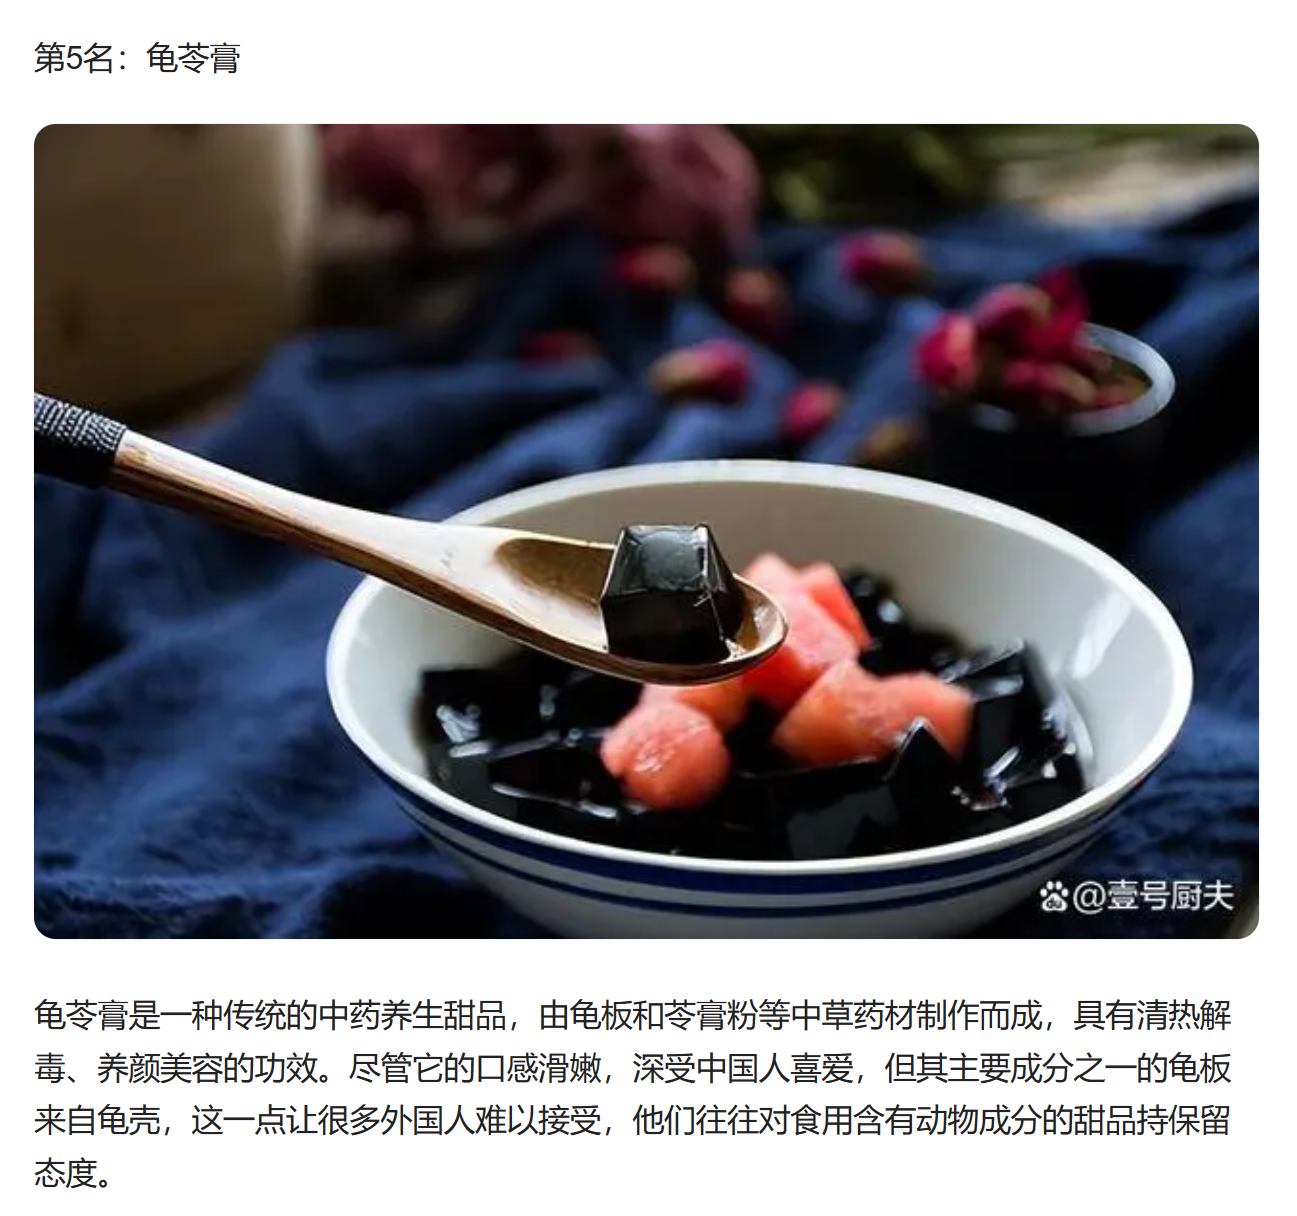 第5名：龟苓膏
du @壹号厨夫
龟苓膏是一种传统的中药养生甜品，由龟板和苓膏粉等中草药材制作而成，具有清热解
毒、养颜美容的功效。尽管它的口感滑嫩，深受中国人喜爱，但其主要成分之一的龟板
来自龟壳，这一点让很多外国人难以接受，他们往往对食用含有动物成分的甜品持保留
态度。